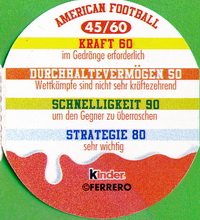 AMERICAN FOOTBALL
45/60
KRAFT 60
im Gedränge erforderlich
DURCHHALTEVERMÖGEN 50
Wettkämpfe sind nicht sehr kräftezehrend
SCHNELLIGKEIT 90
um den Gegner zu überraschen
STRATEGIE 80
sehr wichtig
kinder
©FERRERO